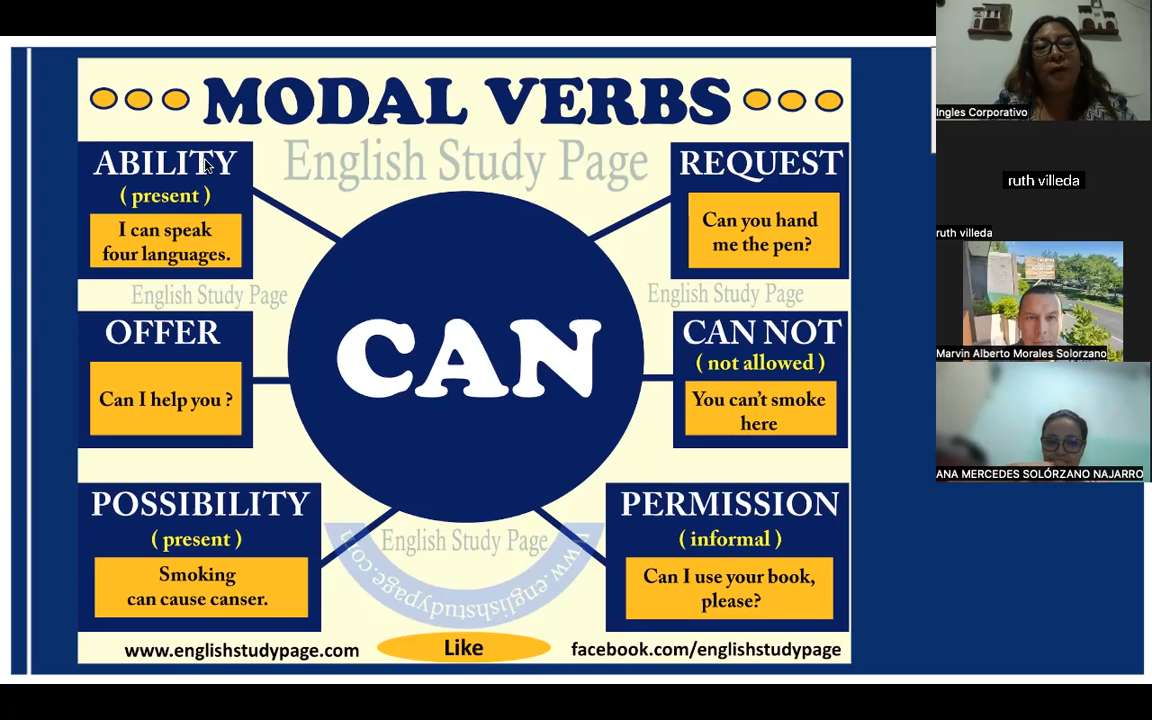 MODAL VERBS
English Study Page
ABILITY
( present )
I can speak
four languages.
REQUEST
Can you hand
me the pen?
English Study Page
English Study Page
OFFER
Can I help you ?
CAN
CAN NOT
( not allowed )
You can't smoke
here
POSSIBILITY
( present )
Smoking
can cause canser.
PERMISSION
( informal )
Can I use your book,
please?
English Study Page
www.englishstudypage.com
www.englishstudypage.com
Like
facebook.com/englishstudypage
Ingles Corporativo
ruth villeda
ruth villeda
Marvin Alberto Morales Solorzano
ANA MERCEDES SOLÓRZANO NAJARRO